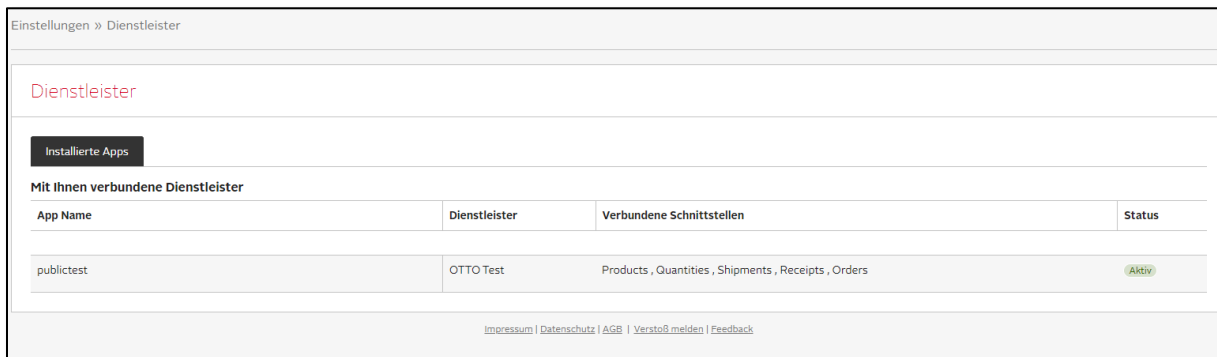 Einstellungen » Dienstleister
Dienstleister
Installierte Apps
Mit Ihnen verbundene Dienstleister
App Name Dienstleister Verbundene Schnittstellen Status
publictest OTTO Test Products , Quantities , Shipments , Receipts , Orders Aktiv
Impressum | Datenschutz | AGB | Verstoß melden | Feedback